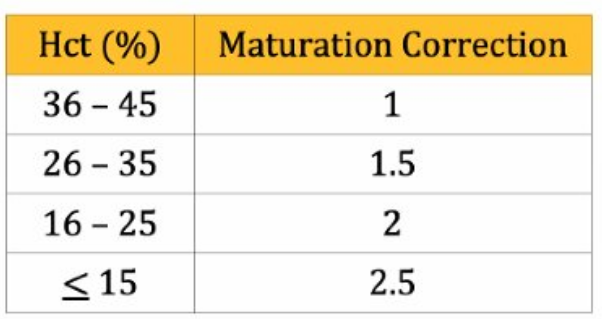 Hct (%) Maturation Correction
36 – 45 1
26 – 35 1.5
16 – 25 2
≤ 15 2.5